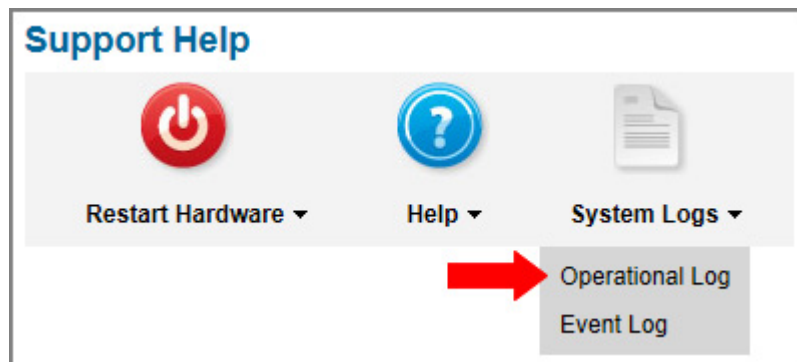 Support Help
Restart Hardware Help System Logs
Operational Log
Event Log